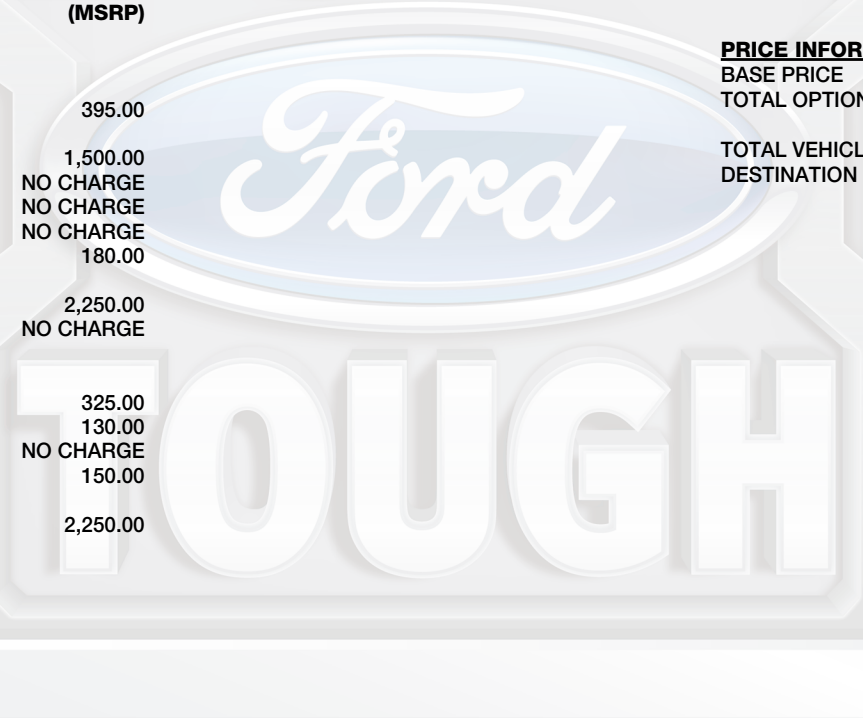 (MSRP)
395.00
1,500.00
NO CHARGE
NO CHARGE
NO CHARGE
180.00
2,250.00
NO CHARGE
325.00
130.00
NO CHARGE
150.00
2,250.00
PRICE INFOR
BASE PRICE
TOTAL OPTION
TOTAL VEHICL
DESTINATION
Ford
TOUGH